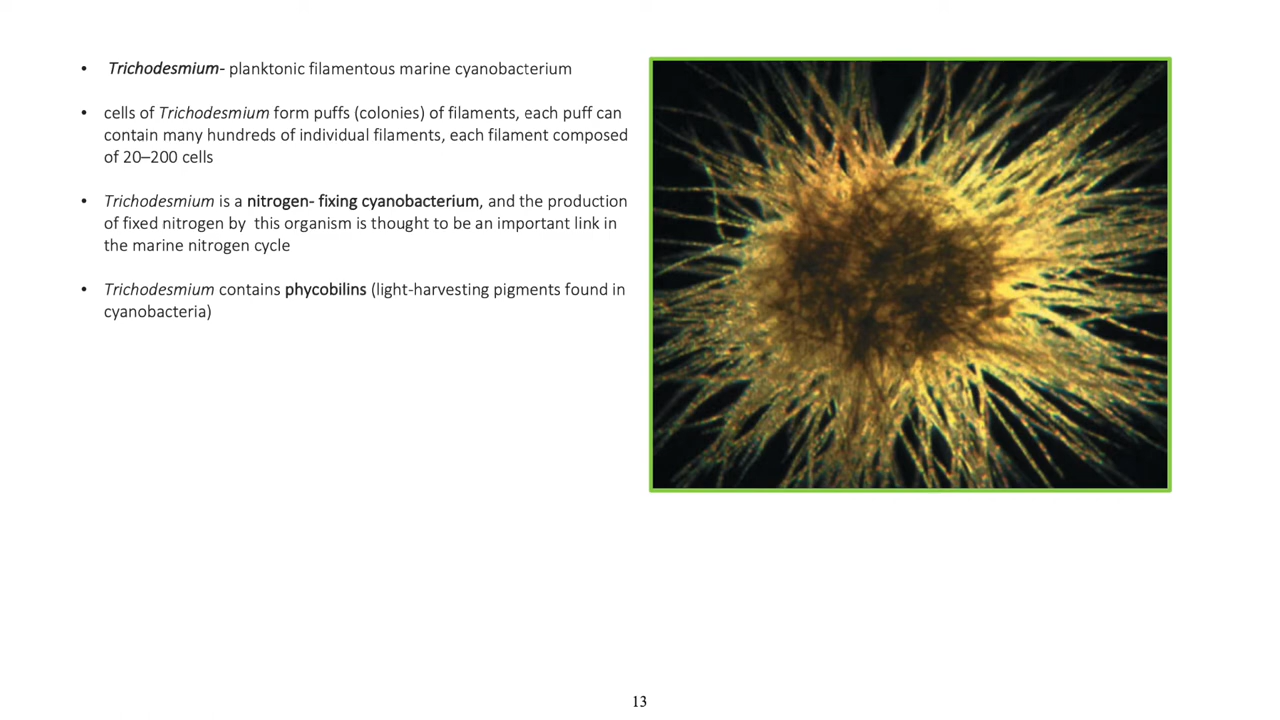 • Trichodesmium- planktonic filamentous marine cyanobacterium
• cells of Trichodesmium form puffs (colonies) of filaments, each puff can
contain many hundreds of individual filaments, each filament composed
of 20–200 cells
• Trichodesmium is a nitrogen- fixing cyanobacterium, and the production
of fixed nitrogen by  this organism is thought to be an important link in
the marine nitrogen cycle
• Trichodesmium contains phycobilins (light-harvesting pigments found in
cyanobacteria)
13